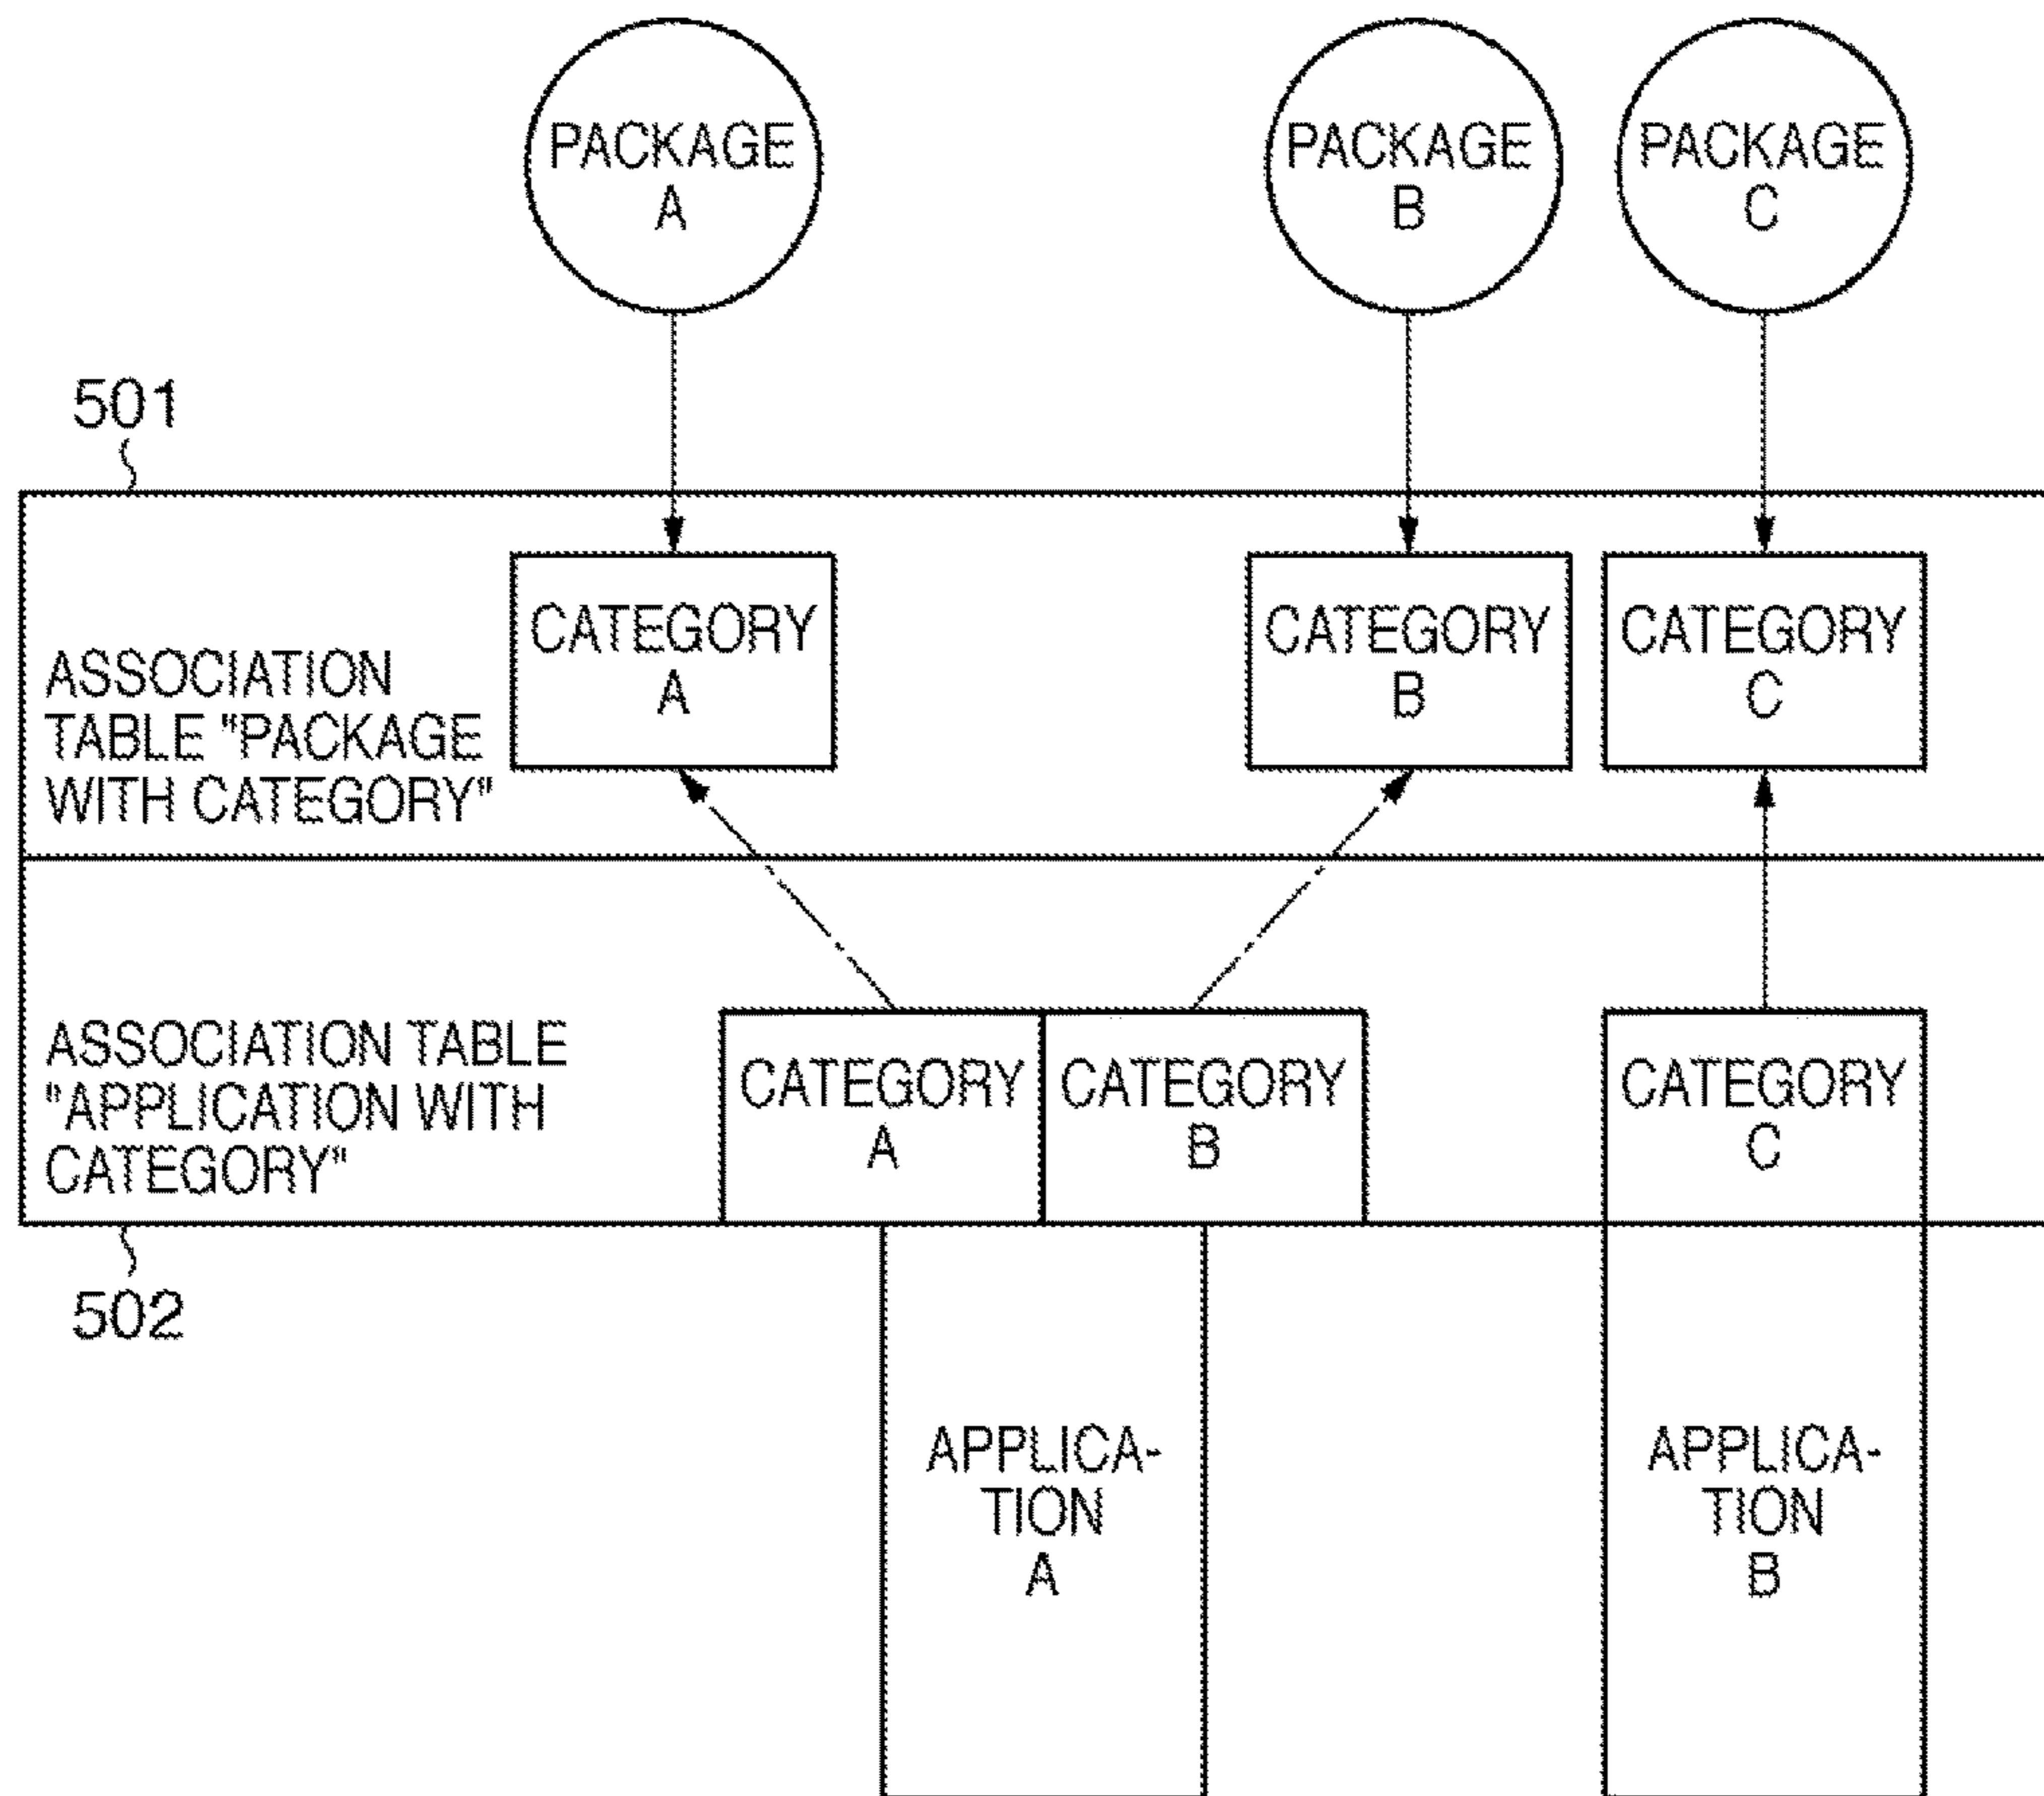 PACKAGE
A
PACKAGE
B
PACKAGE
C
501
CATEGORY
A
CATEGORY
B
CATEGORY
C
ASSOCIATION
TABLE "PACKAGE
WITH CATEGORY"
ASSOCIATION TABLE
"APPLICATION WITH
CATEGORY"
CATEGORY
A
CATEGORY
B
CATEGORY
C
502
APPLICA-
TION
A
APPLICA-
TION
B